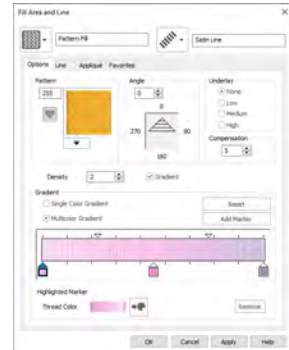 Fill Area and Line
Pattern Fill
Satin Line
Options Line Appliqué Favorites
Pattern
255
Angle
0
0
270
90
180
Underlay
None
Low
Medium
High
Compensation
5
Density
2
Gradient
Gradient
Single Color Gradient
Reset
Multicolor Gradient
Add Marker
Highlighted Marker
Thread Color
Remove
OK Cancel Apply Help